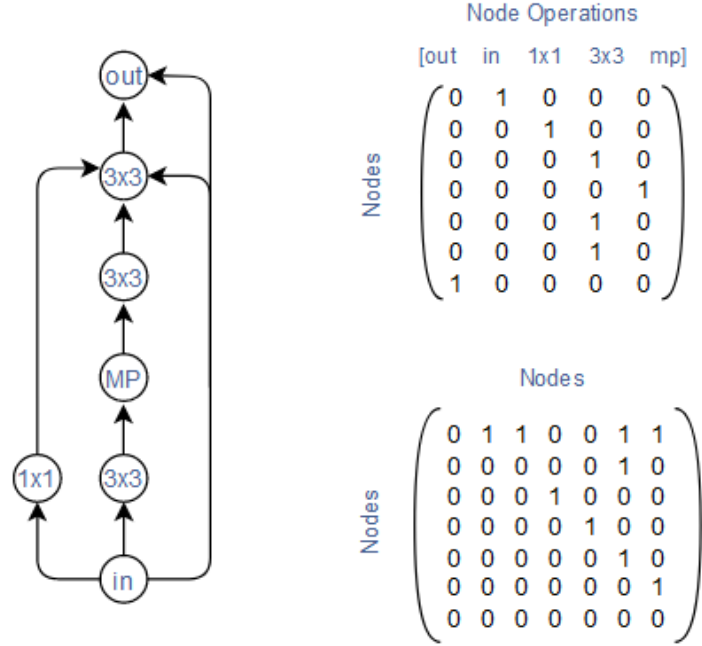 out
3x3
3x3
MP
1x1 3x3
in
Node Operations
[out in 1x1 3x3 mp]
Nodes
0 1 0 0 0
0 0 1 0 0
0 0 0 1 0
0 0 0 0 1
0 0 0 1 0
0 0 0 1 0
1 0 0 0 0
Nodes
Nodes
0 1 1 0 0 1 1
0 0 0 0 0 1 0
0 0 0 1 0 0 0
0 0 0 0 1 0 0
0 0 0 0 0 1 0
0 0 0 0 0 0 1
0 0 0 0 0 0 0